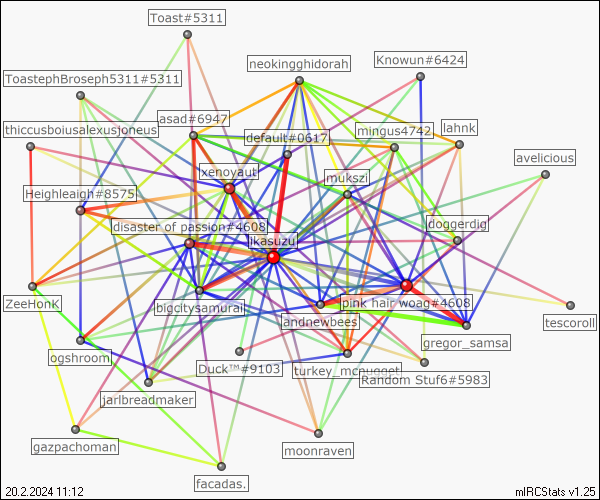 Toast#5311
neokingghidorah
Knowun#6424
ToastephBroseph5311#5311
asad#6947
thiccusboiusalexusjoneus
default#0617
mingus4742
lahnk
avelicious
xenoyaut
mukszi
Heighleaigh#8575
disaster of passion#4608
doggerdig
ikasuzu
ZeeHonk
bigcitysamurai
pink hair woag#4608
andnewbees
tescoroll
ogshroom
gregor_samsa
Duck™#9103
turkey_mcnugget
Random Stuf6#5983
jarlbreadmaker
gazpachoman
moonraven
facadas.
20.2.2024 11:12
mIRCStats v1.25